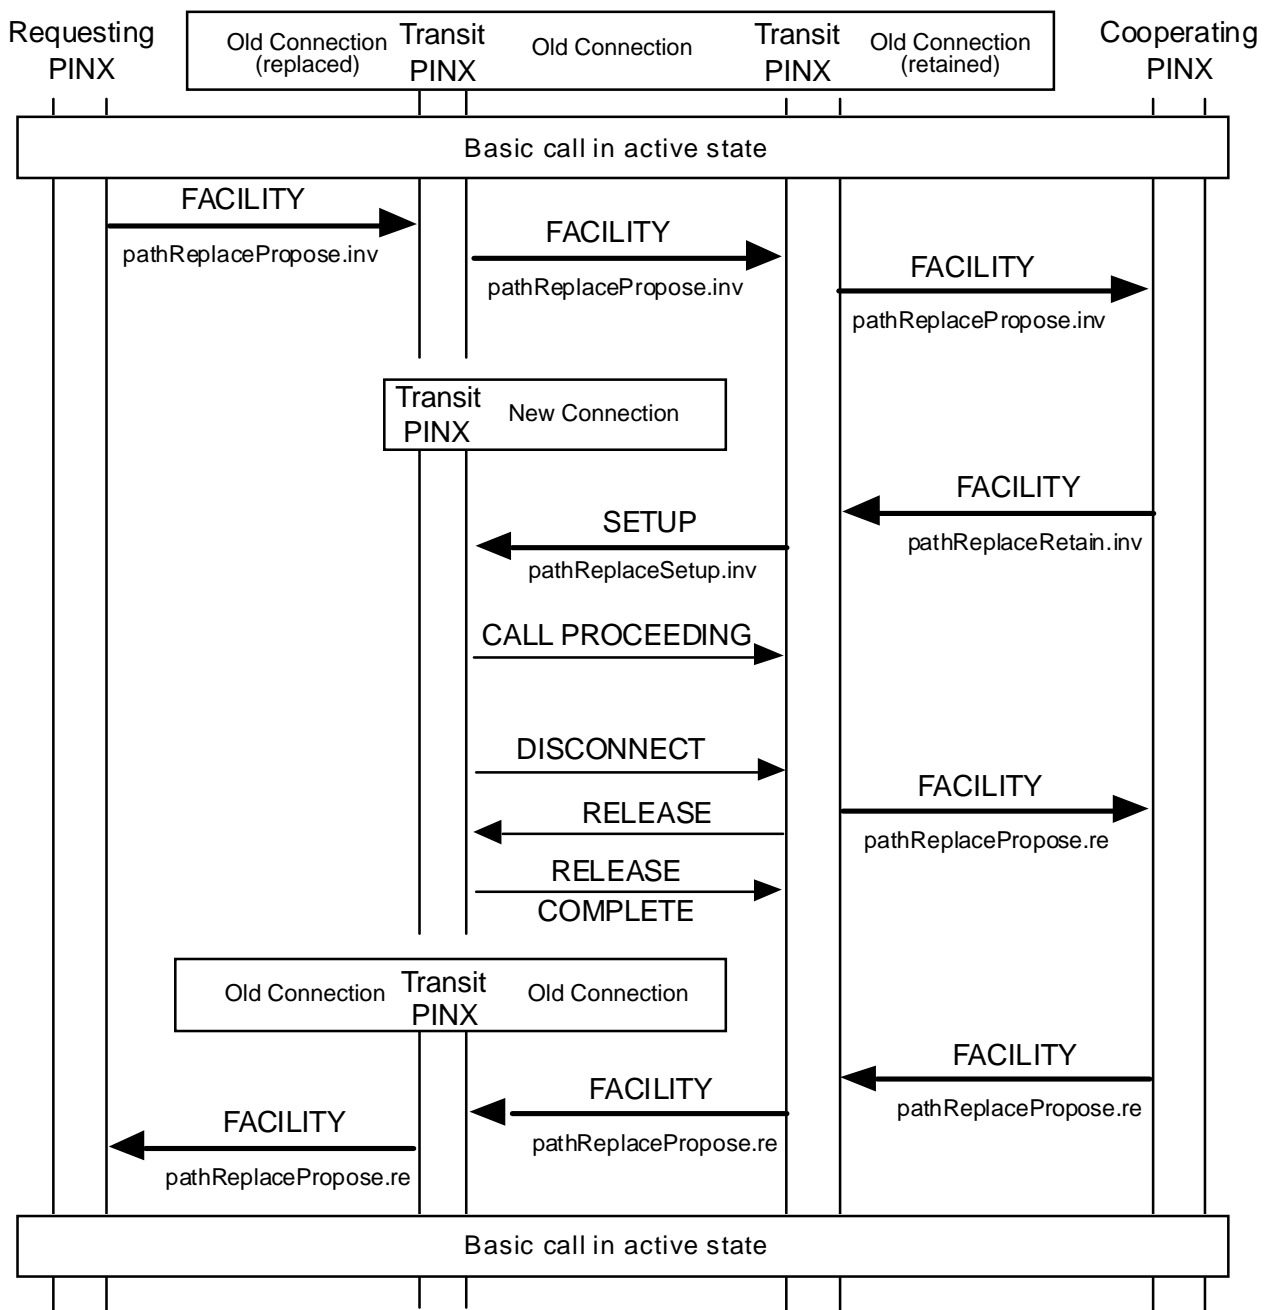 Requesting
PINX
Old Connection
(replaced)
Transit
PINX
Old Connection
Transit
PINX
Old Connection
(retained)
Cooperating
PINX
Basic call in active state
FACILITY
pathReplacePropose.inv
FACILITY
pathReplacePropose.inv
FACILITY
pathReplacePropose.inv
Transit
PINX
New Connection
FACILITY
pathReplaceRetain.inv
SETUP
pathReplaceSetup.inv
CALL PROCEEDING
DISCONNECT
FACILITY
pathReplacePropose.re
RELEASE
RELEASE
COMPLETE
Old Connection
Transit
PINX
Old Connection
FACILITY
pathReplacePropose.re
FACILITY
pathReplacePropose.re
FACILITY
pathReplacePropose.re
Basic call in active state